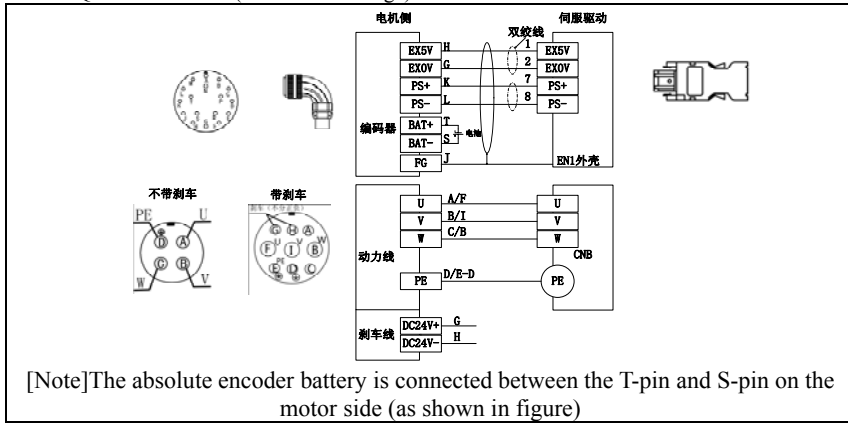 电机侧
双绞线
伺服驱动
EX5V H 1 EX5V
EX0V G 2 EX0V
PS+ K 7 PS+
PS- L 8 PS-
编码器
BAT+ T
电池
BAT- S
FG J EN1外壳
不带刹车
带刹车
PE U
D A
C B
W V
G H A
U V W
F I B
PE
E D C
U A/F U
V B/I V
W C/B W
CNB
动力线
PE D/E-D PE
刹车线
DC24V+ G
DC24V- H
[Note]The absolute encoder battery is connected between the T-pin and S-pin on the
motor side (as shown in figure)